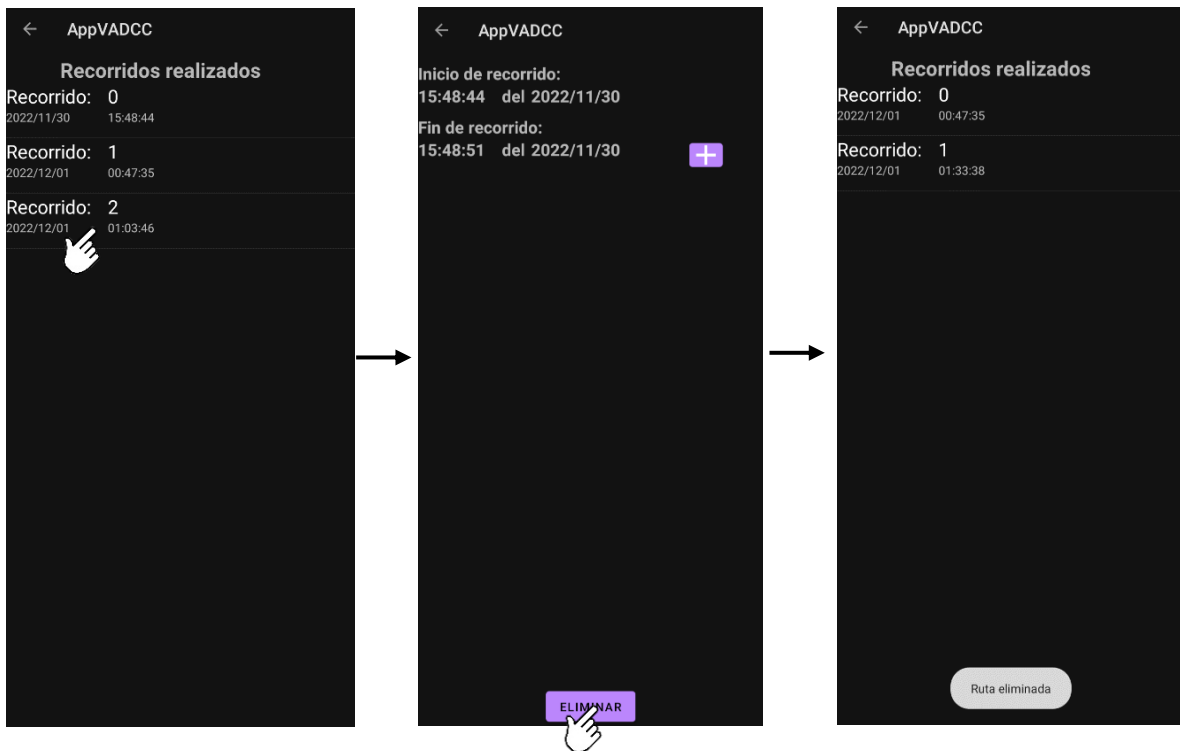 AppVADCC
Recorridos realizados
Recorrido: 0
2022/11/30 15:48:44
Recorrido: 1
2022/12/01 00:47:35
Recorrido: 2
2022/12/01 01:03:46
AppVADCC
Inicio de recorrido:
15:48:44 del 2022/11/30
Fin de recorrido:
15:48:51 del 2022/11/30
ELIMINAR
AppVADCC
Recorridos realizados
Recorrido: 0
2022/12/01 00:47:35
Recorrido: 1
2022/12/01 01:33:38
Ruta eliminada